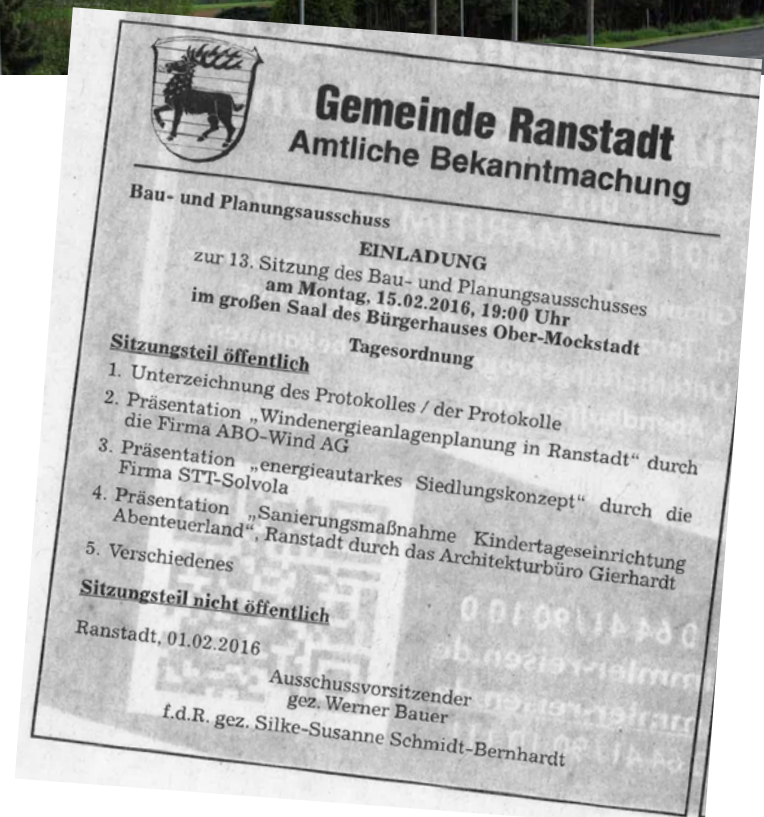 Gemeinde Ranstadt
Amtliche Bekanntmachung
Bau- und Planungsausschuss
EINLADUNG
zur 13. Sitzung des Bau- und Planungsausschusses
am Montag, 15.02.2016, 19:00 Uhr
im großen Saal des Bürgerhauses Ober-Mockstadt
Tagesordnung
Sitzungsteil öffentlich
1. Unterzeichnung des Protokolles / der Protokolle
2. Präsentation „Windenergieanlagenplanung in Ranstadt“ durch
die Firma ABO-Wind AG
3. Präsentation „energieautarkes Siedlungskonzept“ durch die
Firma STT-Solvola
4. Präsentation „Sanierungsmaßnahme Kindertageseinrichtung
Abenteuerland“, Ranstadt durch das Architekturbüro Gierhardt
5. Verschiedenes
Sitzungsteil nicht öffentlich
Ranstadt, 01.02.2016
Ausschussvorsitzender
gez. Werner Bauer
f.d.R. gez. Silke-Susanne Schmidt-Bernhardt